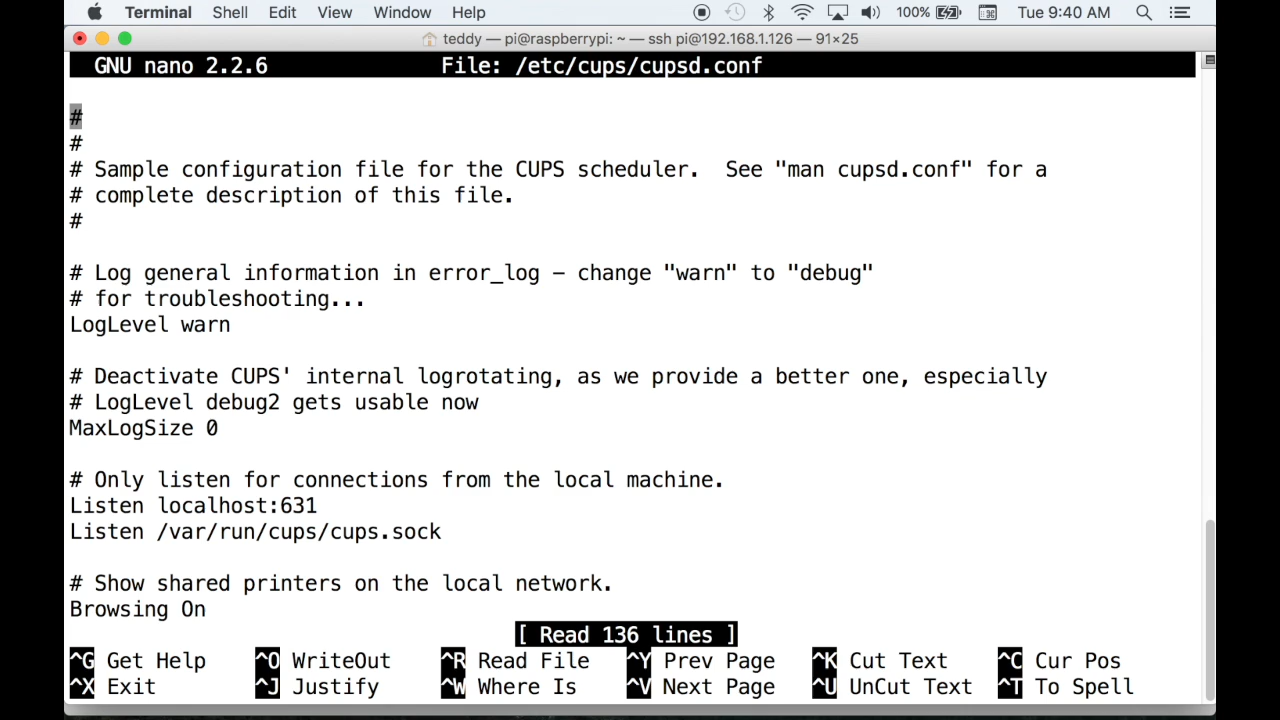 Terminal Shell Edit View Window Help 100% Tue 9:40 AM
teddy — pi@raspberrypi: ~ — ssh pi@192.168.1.126 — 91×25
GNU nano 2.2.6 File: /etc/cups/cupsd.conf
#
#
# Sample configuration file for the CUPS scheduler.  See "man cupsd.conf" for a
# complete description of this file.
#
# Log general information in error_log - change "warn" to "debug"
# for troubleshooting...
LogLevel warn
# Deactivate CUPS' internal logrotating, as we provide a better one, especially
# LogLevel debug2 gets usable now
MaxLogSize 0
# Only listen for connections from the local machine.
Listen localhost:631
Listen /var/run/cups/cups.sock
# Show shared printers on the local network.
Browsing On
[ Read 136 lines ]
^G Get Help ^O WriteOut ^R Read File ^Y Prev Page ^K Cut Text ^C Cur Pos
^X Exit ^J Justify ^W Where Is ^V Next Page ^U UnCut Text ^T To Spell